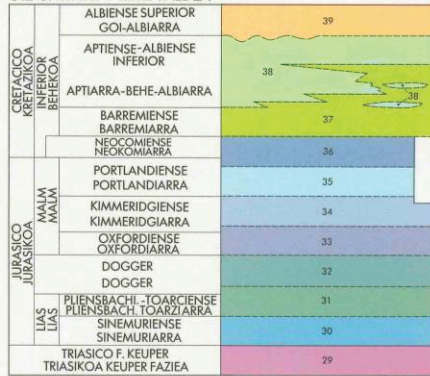 ALBIENSE SUPERIOR
GOI-ALBIARRA
39
CRETACICO
KRETAZIKOA
INFERIOR
BEHEKOA
APTIENSE-ALBIENSE
INFERIOR
APTIARRA-BEHE-ALBIARRA
38
38
BARREMIENSE
BARREMIARRA
37
NEOCOMIENSE
NEOKOMIARRA
36
JURASICO
JURASIKOA
MALM
MALM
PORTLANDIENSE
PORTLANDIARRA
35
KIMMERIDGIENSE
KIMMERIDGIARRA
34
OXFORDIENSE
OXFORDIARRA
33
DOGGER
DOGGER
32
LIAS
LIAS
PLIENSBACHI.-TOARCIENSE
PLIENSBACH. TOARZIARRA
31
SINEMURIENSE
SINEMURIARRA
30
TRIASICO F. KEUPER
TRIASIKOA KEUPER FAZIEA
29